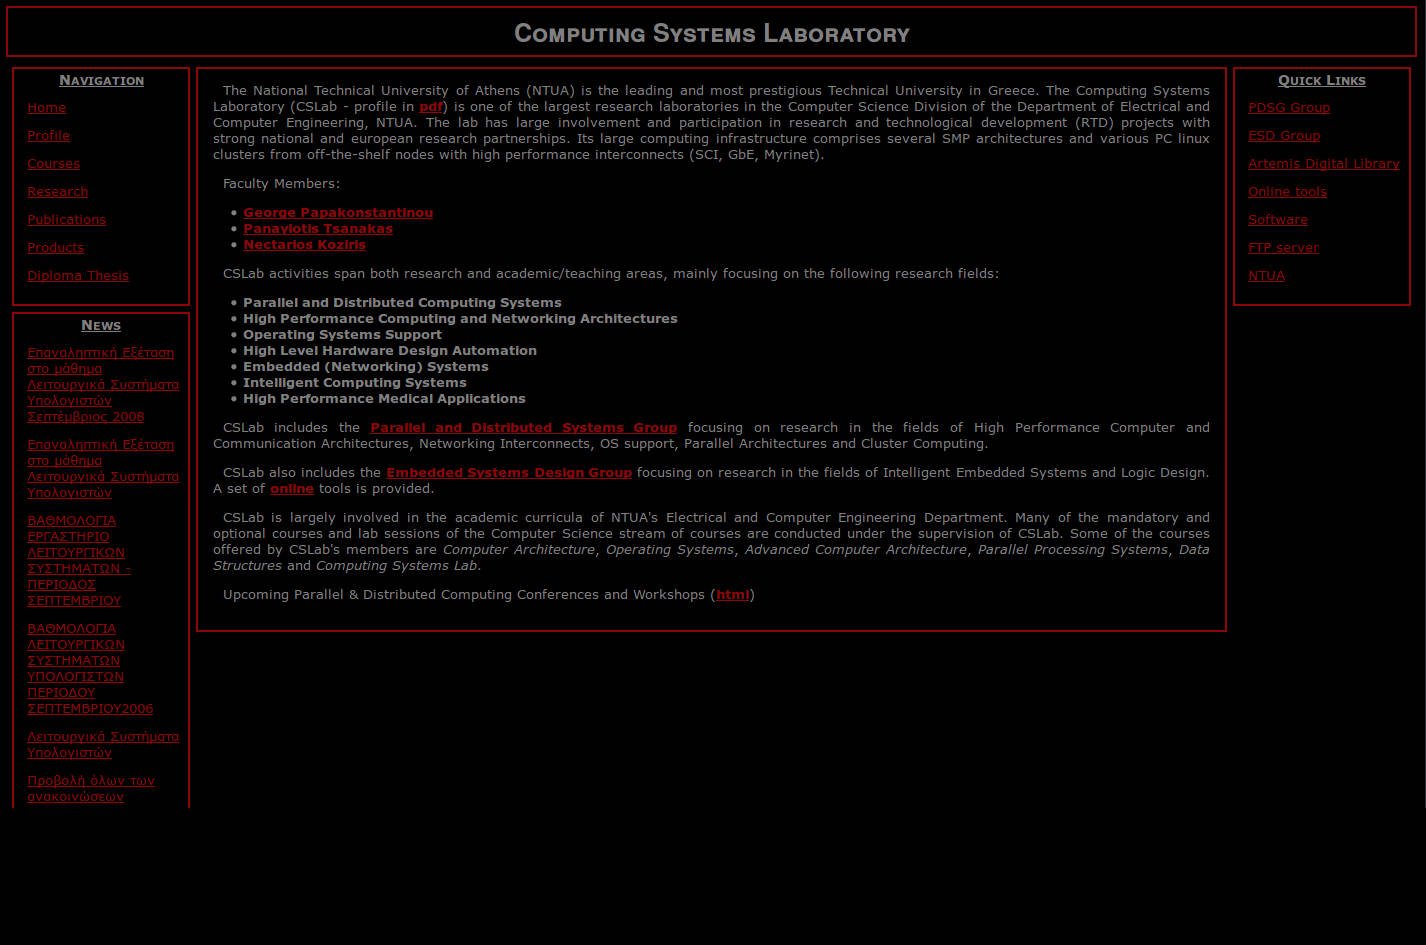 Computing Systems Laboratory
Navigation
Home
Profile
Courses
Research
Publications
Products
Diploma Thesis
News
Επαναληπτική Εξέταση
στο μάθημα
Λειτουργικά Συστήματα
Υπολογιστών
Σεπτέμβριος 2008
Επαναληπτική Εξέταση
στο μάθημα
Λειτουργικά Συστήματα
Υπολογιστών
ΒΑΘΜΟΛΟΓΙΑ
ΕΡΓΑΣΤΗΡΙΟ
ΛΕΙΤΟΥΡΓΙΚΩΝ
ΣΥΣΤΗΜΑΤΩΝ -
ΠΕΡΙΟΔΟΣ
ΣΕΠΤΕΜΒΡΙΟΥ
ΒΑΘΜΟΛΟΓΙΑ
ΛΕΙΤΟΥΡΓΙΚΩΝ
ΣΥΣΤΗΜΑΤΩΝ
ΥΠΟΛΟΓΙΣΤΩΝ
ΠΕΡΙΟΔΟΥ
ΣΕΠΤΕΜΒΡΙΟΥ2006
Λειτουργικά Συστήματα
Υπολογιστών
Προβολή όλων των
ανακοινώσεων
The National Technical University of Athens (NTUA) is the leading and most prestigious Technical University in Greece. The Computing Systems
Laboratory (CSLab - profile in pdf) is one of the largest research laboratories in the Computer Science Division of the Department of Electrical and
Computer Engineering, NTUA. The lab has large involvement and participation in research and technological development (RTD) projects with
strong national and european research partnerships. Its large computing infrastructure comprises several SMP architectures and various PC linux
clusters from off-the-shelf nodes with high performance interconnects (SCI, GbE, Myrinet).
Faculty Members:
• George Papakonstantinou
• Panayiotis Tsanakas
• Nectarios Koziris
CSLab activities span both research and academic/teaching areas, mainly focusing on the following research fields:
• Parallel and Distributed Computing Systems
• High Performance Computing and Networking Architectures
• Operating Systems Support
• High Level Hardware Design Automation
• Embedded (Networking) Systems
• Intelligent Computing Systems
• High Performance Medical Applications
CSLab includes the Parallel and Distributed Systems Group focusing on research in the fields of High Performance Computer and
Communication Architectures, Networking Interconnects, OS support, Parallel Architectures and Cluster Computing.
CSLab also includes the Embedded Systems Design Group focusing on research in the fields of Intelligent Embedded Systems and Logic Design.
A set of online tools is provided.
CSLab is largely involved in the academic curricula of NTUA's Electrical and Computer Engineering Department. Many of the mandatory and
optional courses and lab sessions of the Computer Science stream of courses are conducted under the supervision of CSLab. Some of the courses
offered by CSLab's members are Computer Architecture, Operating Systems, Advanced Computer Architecture, Parallel Processing Systems, Data
Structures and Computing Systems Lab.
Upcoming Parallel & Distributed Computing Conferences and Workshops (html)
Quick Links
PDSG Group
ESD Group
Artemis Digital Library
Online tools
Software
FTP server
NTUA